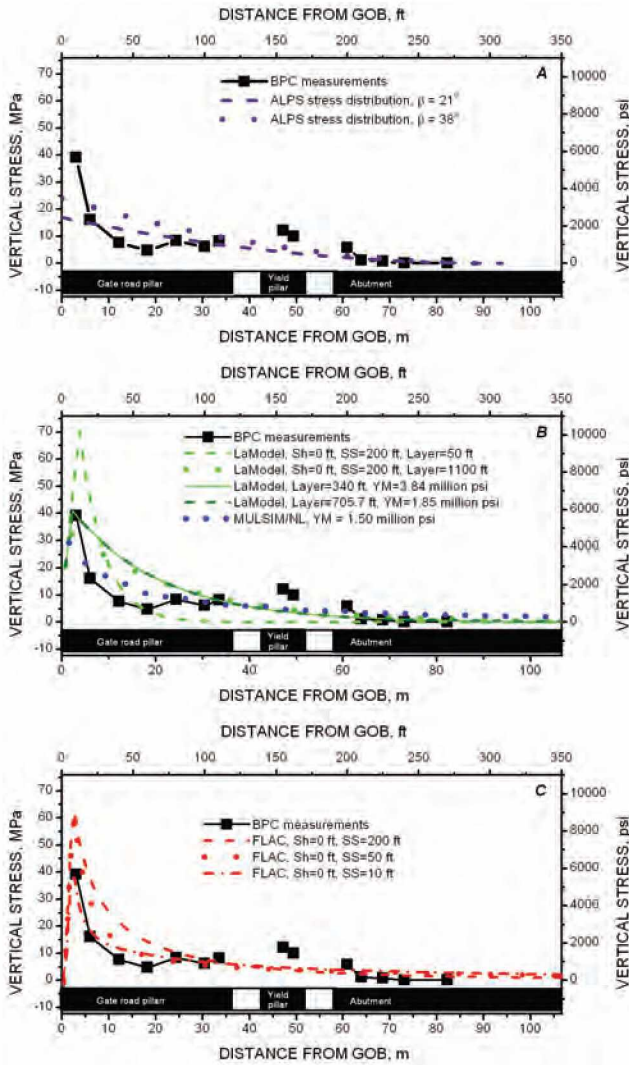 DISTANCE FROM GOB, ft
0 50 100 150 200 250 300 350
A
BPC measurements
ALPS stress distribution, β = 21°
ALPS stress distribution, β = 38°
VERTICAL STRESS, MPa
70
60
50
40
30
20
10
0
-10
VERTICAL STRESS, psi
10000
8000
6000
4000
2000
0
Gate road pillar
Yield
pillar
Abutment
0 10 20 30 40 50 60 70 80 90 100
DISTANCE FROM GOB, m
DISTANCE FROM GOB, ft
0 50 100 150 200 250 300 350
B
BPC measurements
LaModel, Sh=0 ft, SS=200 ft, Layer=50 ft
LaModel, Sh=0 ft, SS=200 ft, Layer=1100 ft
LaModel, Layer=340 ft, YM=3.84 million psi
LaModel, Layer=705.7 ft, YM=1.85 million psi
MULSIM/NL, YM = 1.50 million psi
VERTICAL STRESS, MPa
70
60
50
40
30
20
10
0
-10
VERTICAL STRESS, psi
10000
8000
6000
4000
2000
0
Gate road pillar
Yield
pillar
Abutment
0 10 20 30 40 50 60 70 80 90 100
DISTANCE FROM GOB, m
DISTANCE FROM GOB, ft
0 50 100 150 200 250 300 350
C
BPC measurements
FLAC, Sh=0 ft, SS=200 ft
FLAC, Sh=0 ft, SS=50 ft
FLAC, Sh=0 ft, SS=10 ft
VERTICAL STRESS, MPa
70
60
50
40
30
20
10
0
-10
VERTICAL STRESS, psi
10000
8000
6000
4000
2000
0
Gate road pillarr
Yield
pillar
Abutment
0 10 20 30 40 50 60 70 80 90 100
DISTANCE FROM GOB, m